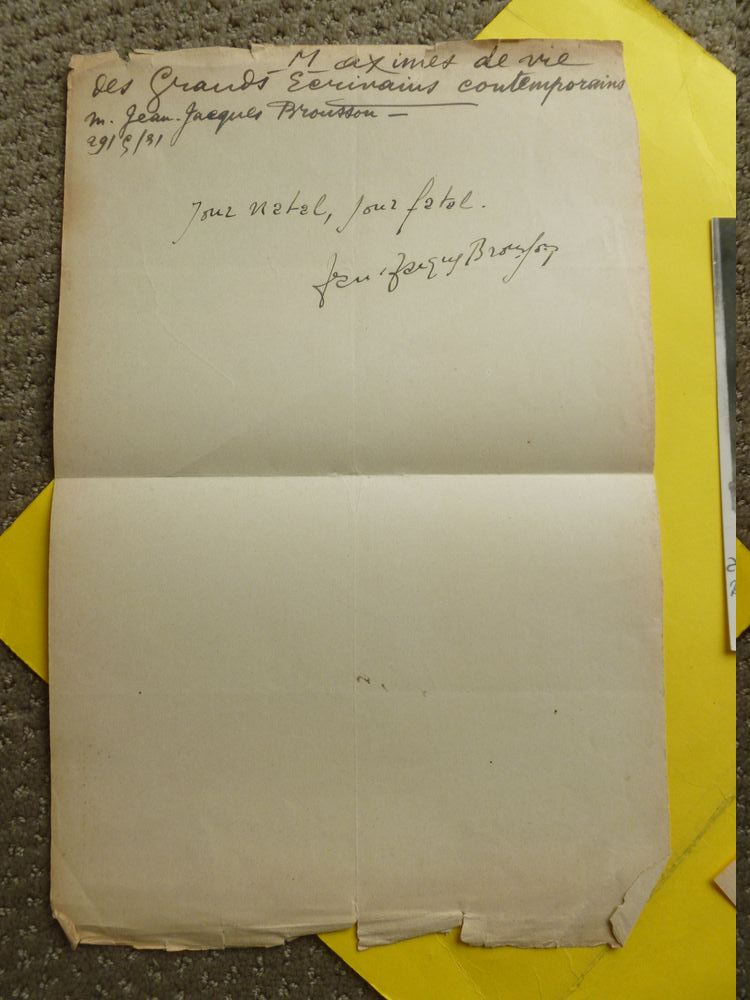 Maximes de vie
des Grands Ecrivains contemporains
M. Jean-Jacques Brousson —
29/5/31
Jour natal, jour fatal.
Jean-Jacques Brousson